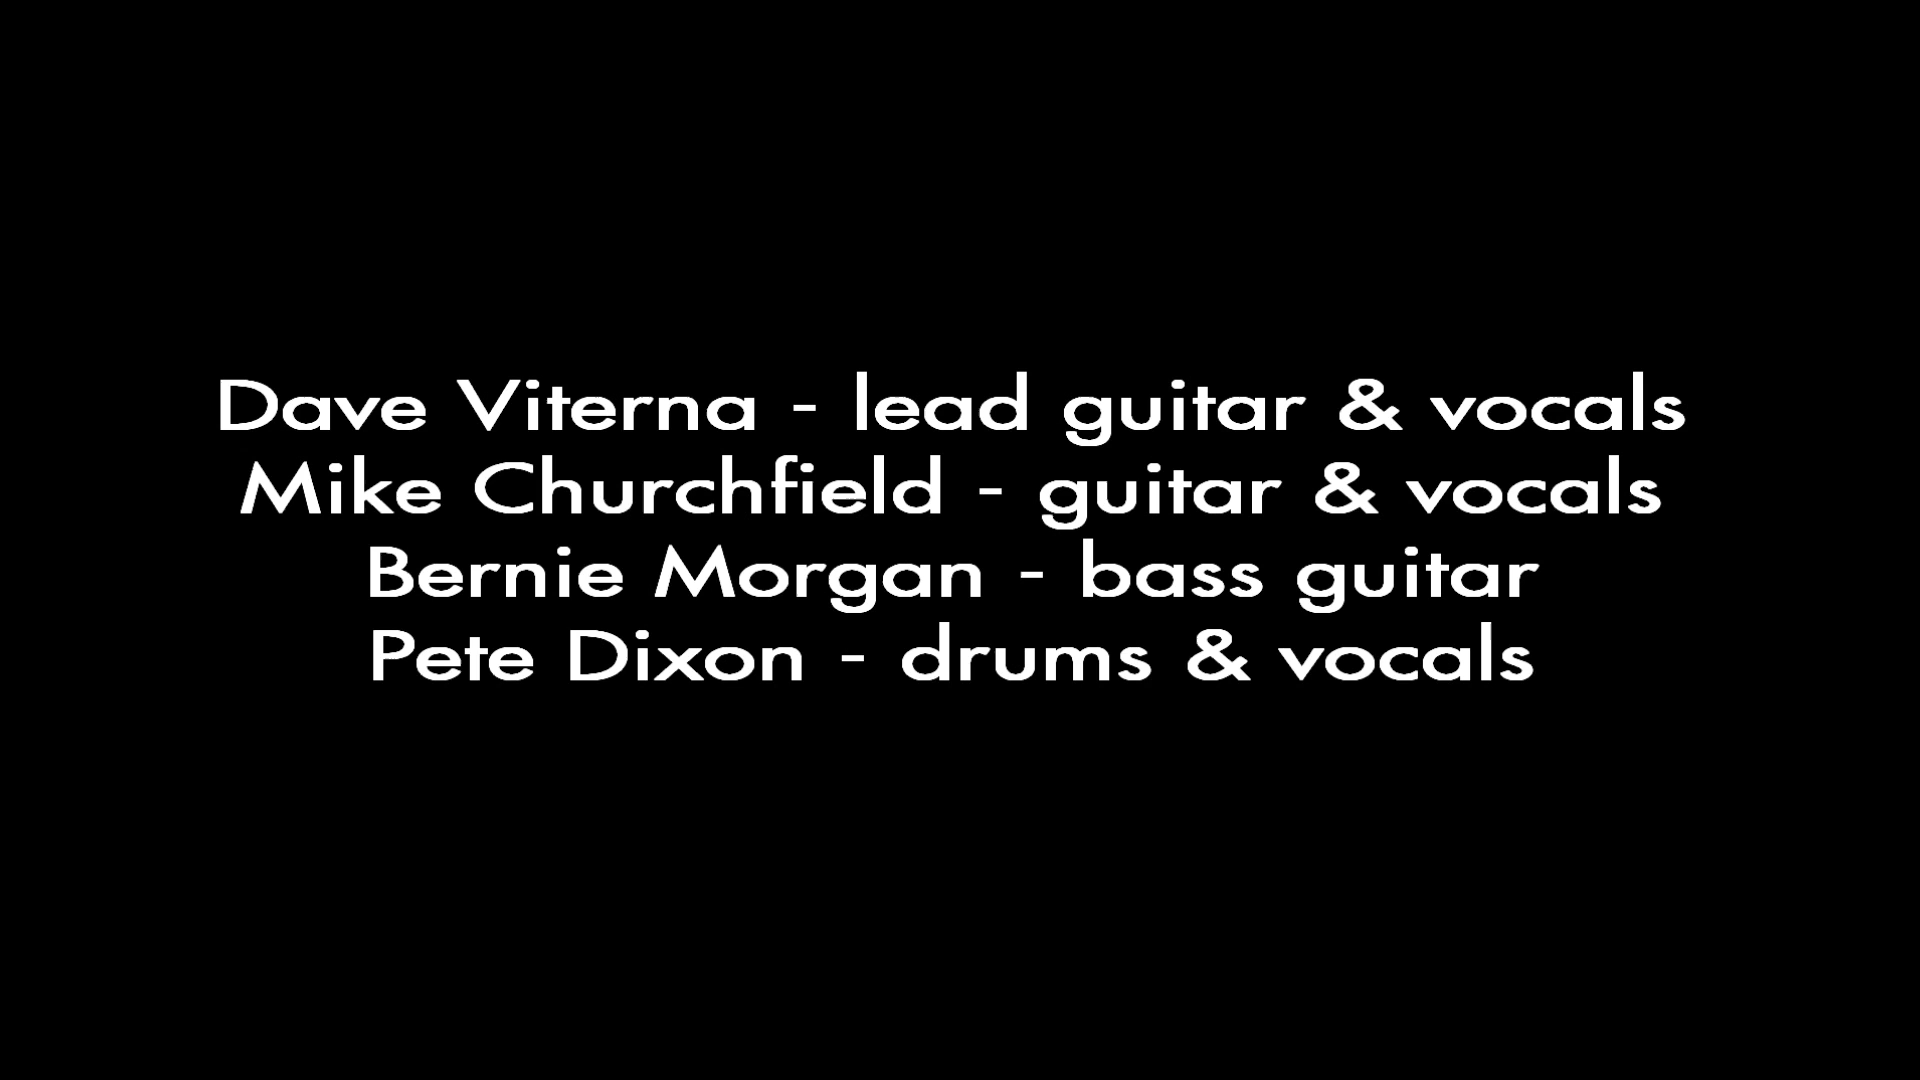 Dave Viterna - lead guitar & vocals
Mike Churchfield - guitar & vocals
Bernie Morgan - bass guitar
Pete Dixon - drums & vocals